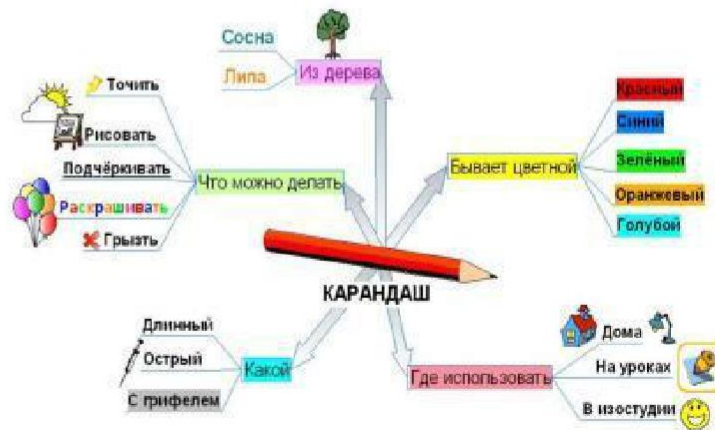 Сосна
Липа
Из дерева
Точить
Рисовать
Подчёркивать
Раскрашивать
Грызть
Что можно делать
Бывает цветной
Красный
Синий
Зелёный
Оранжевый
Голубой
КАРАНДАШ
Длинный
Острый
С грифелем
Какой
Где использовать
Дома
На уроках
В изостудии